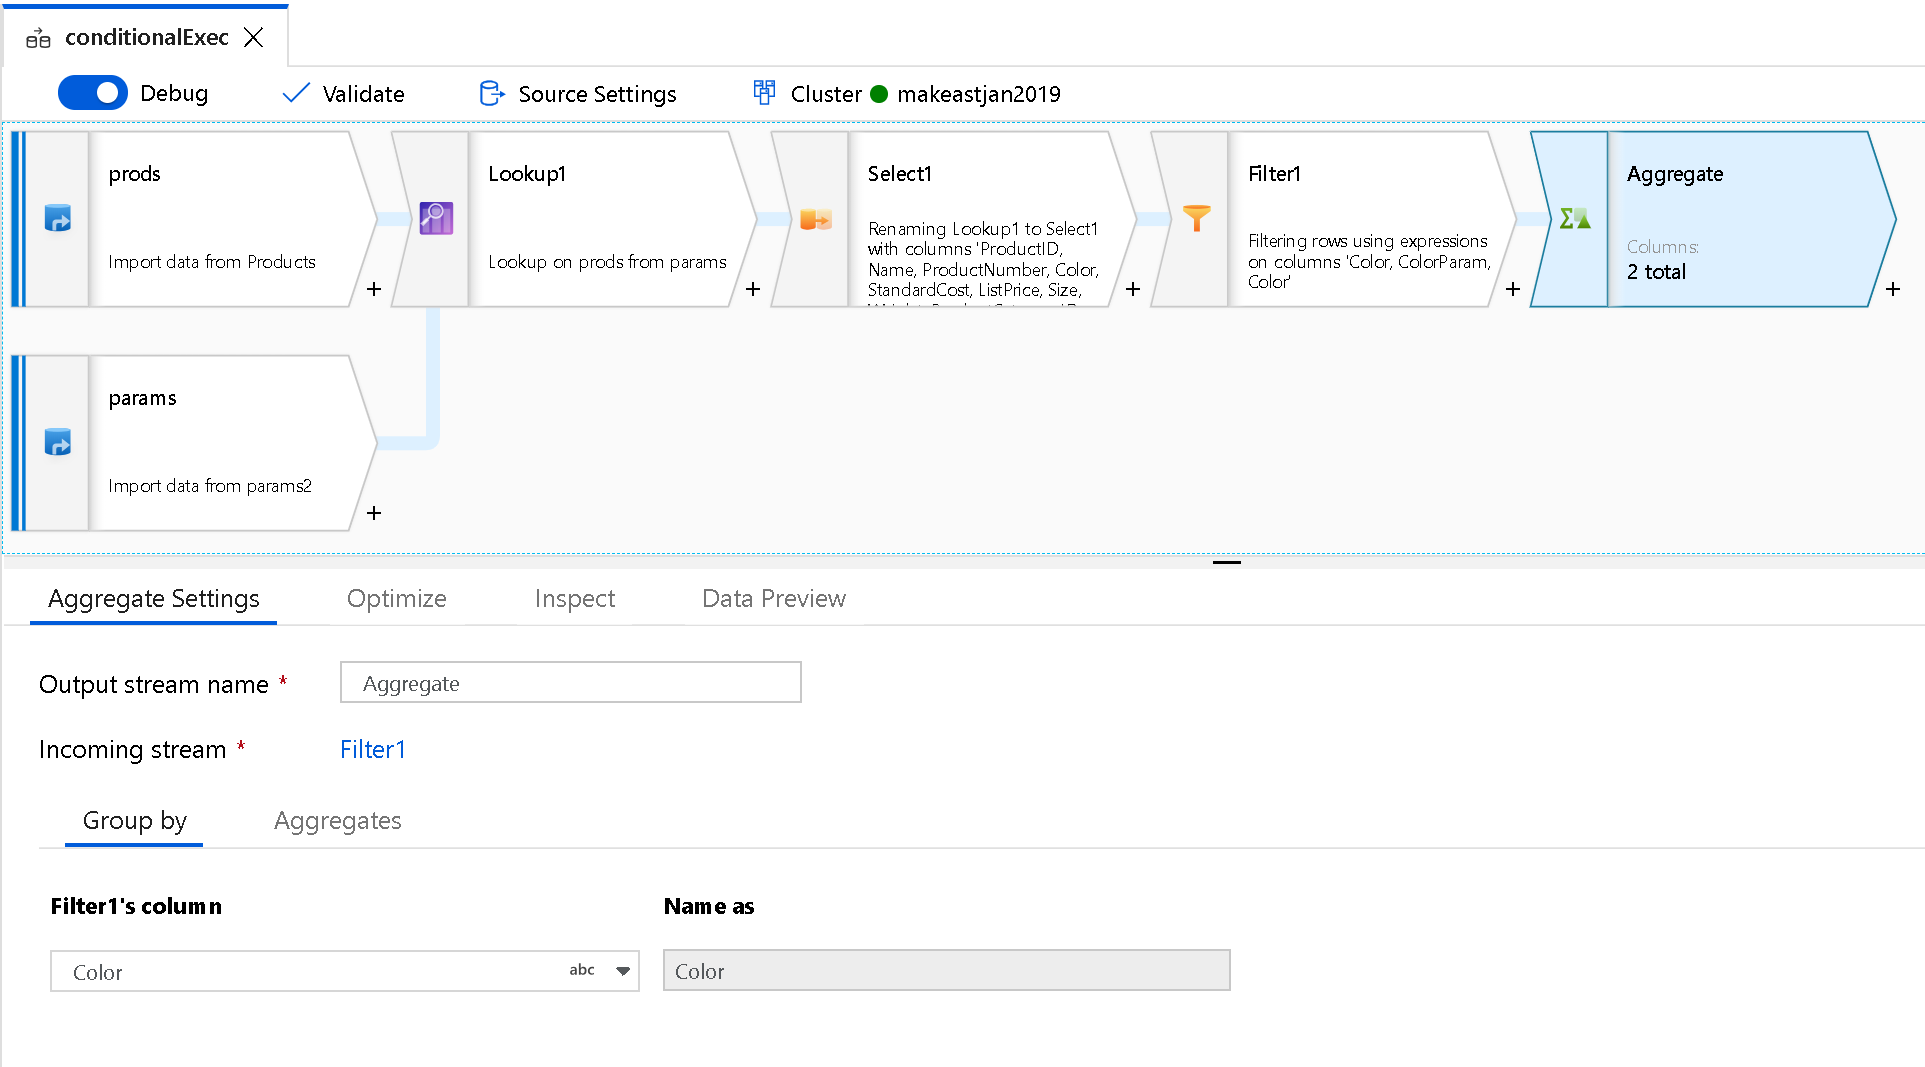 conditionalExec
Debug
Validate
Source Settings
Cluster
makeastjan2019
prods
Import data from Products
Lookup1
Lookup on prods from params
Select1
Renaming Lookup1 to Select1
with columns 'ProductID,
Name, ProductNumber, Color,
StandardCost, ListPrice, Size,
Filter1
Filtering rows using expressions
on columns 'Color, ColorParam,
Color'
Aggregate
Columns:
2 total
+
+
+
+
+
params
Import data from params2
+
Aggregate Settings
Optimize
Inspect
Data Preview
Output stream name *
Aggregate
Incoming stream *
Filter1
Group by
Aggregates
Filter1's column
Name as
Color
abc
Color